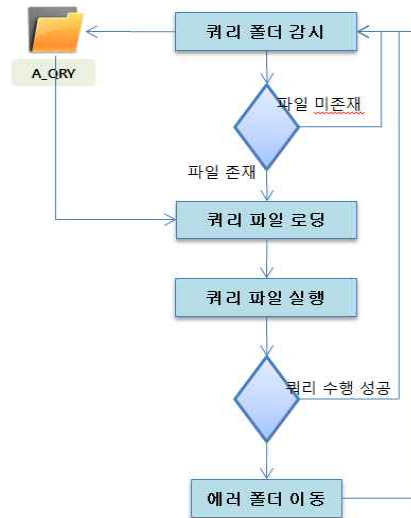 쿼리 폴더 감시
A_QRY
파일 미존재
파일 존재
쿼리 파일 로딩
쿼리 파일 실행
쿼리 수행 성공
에러 폴더 이동